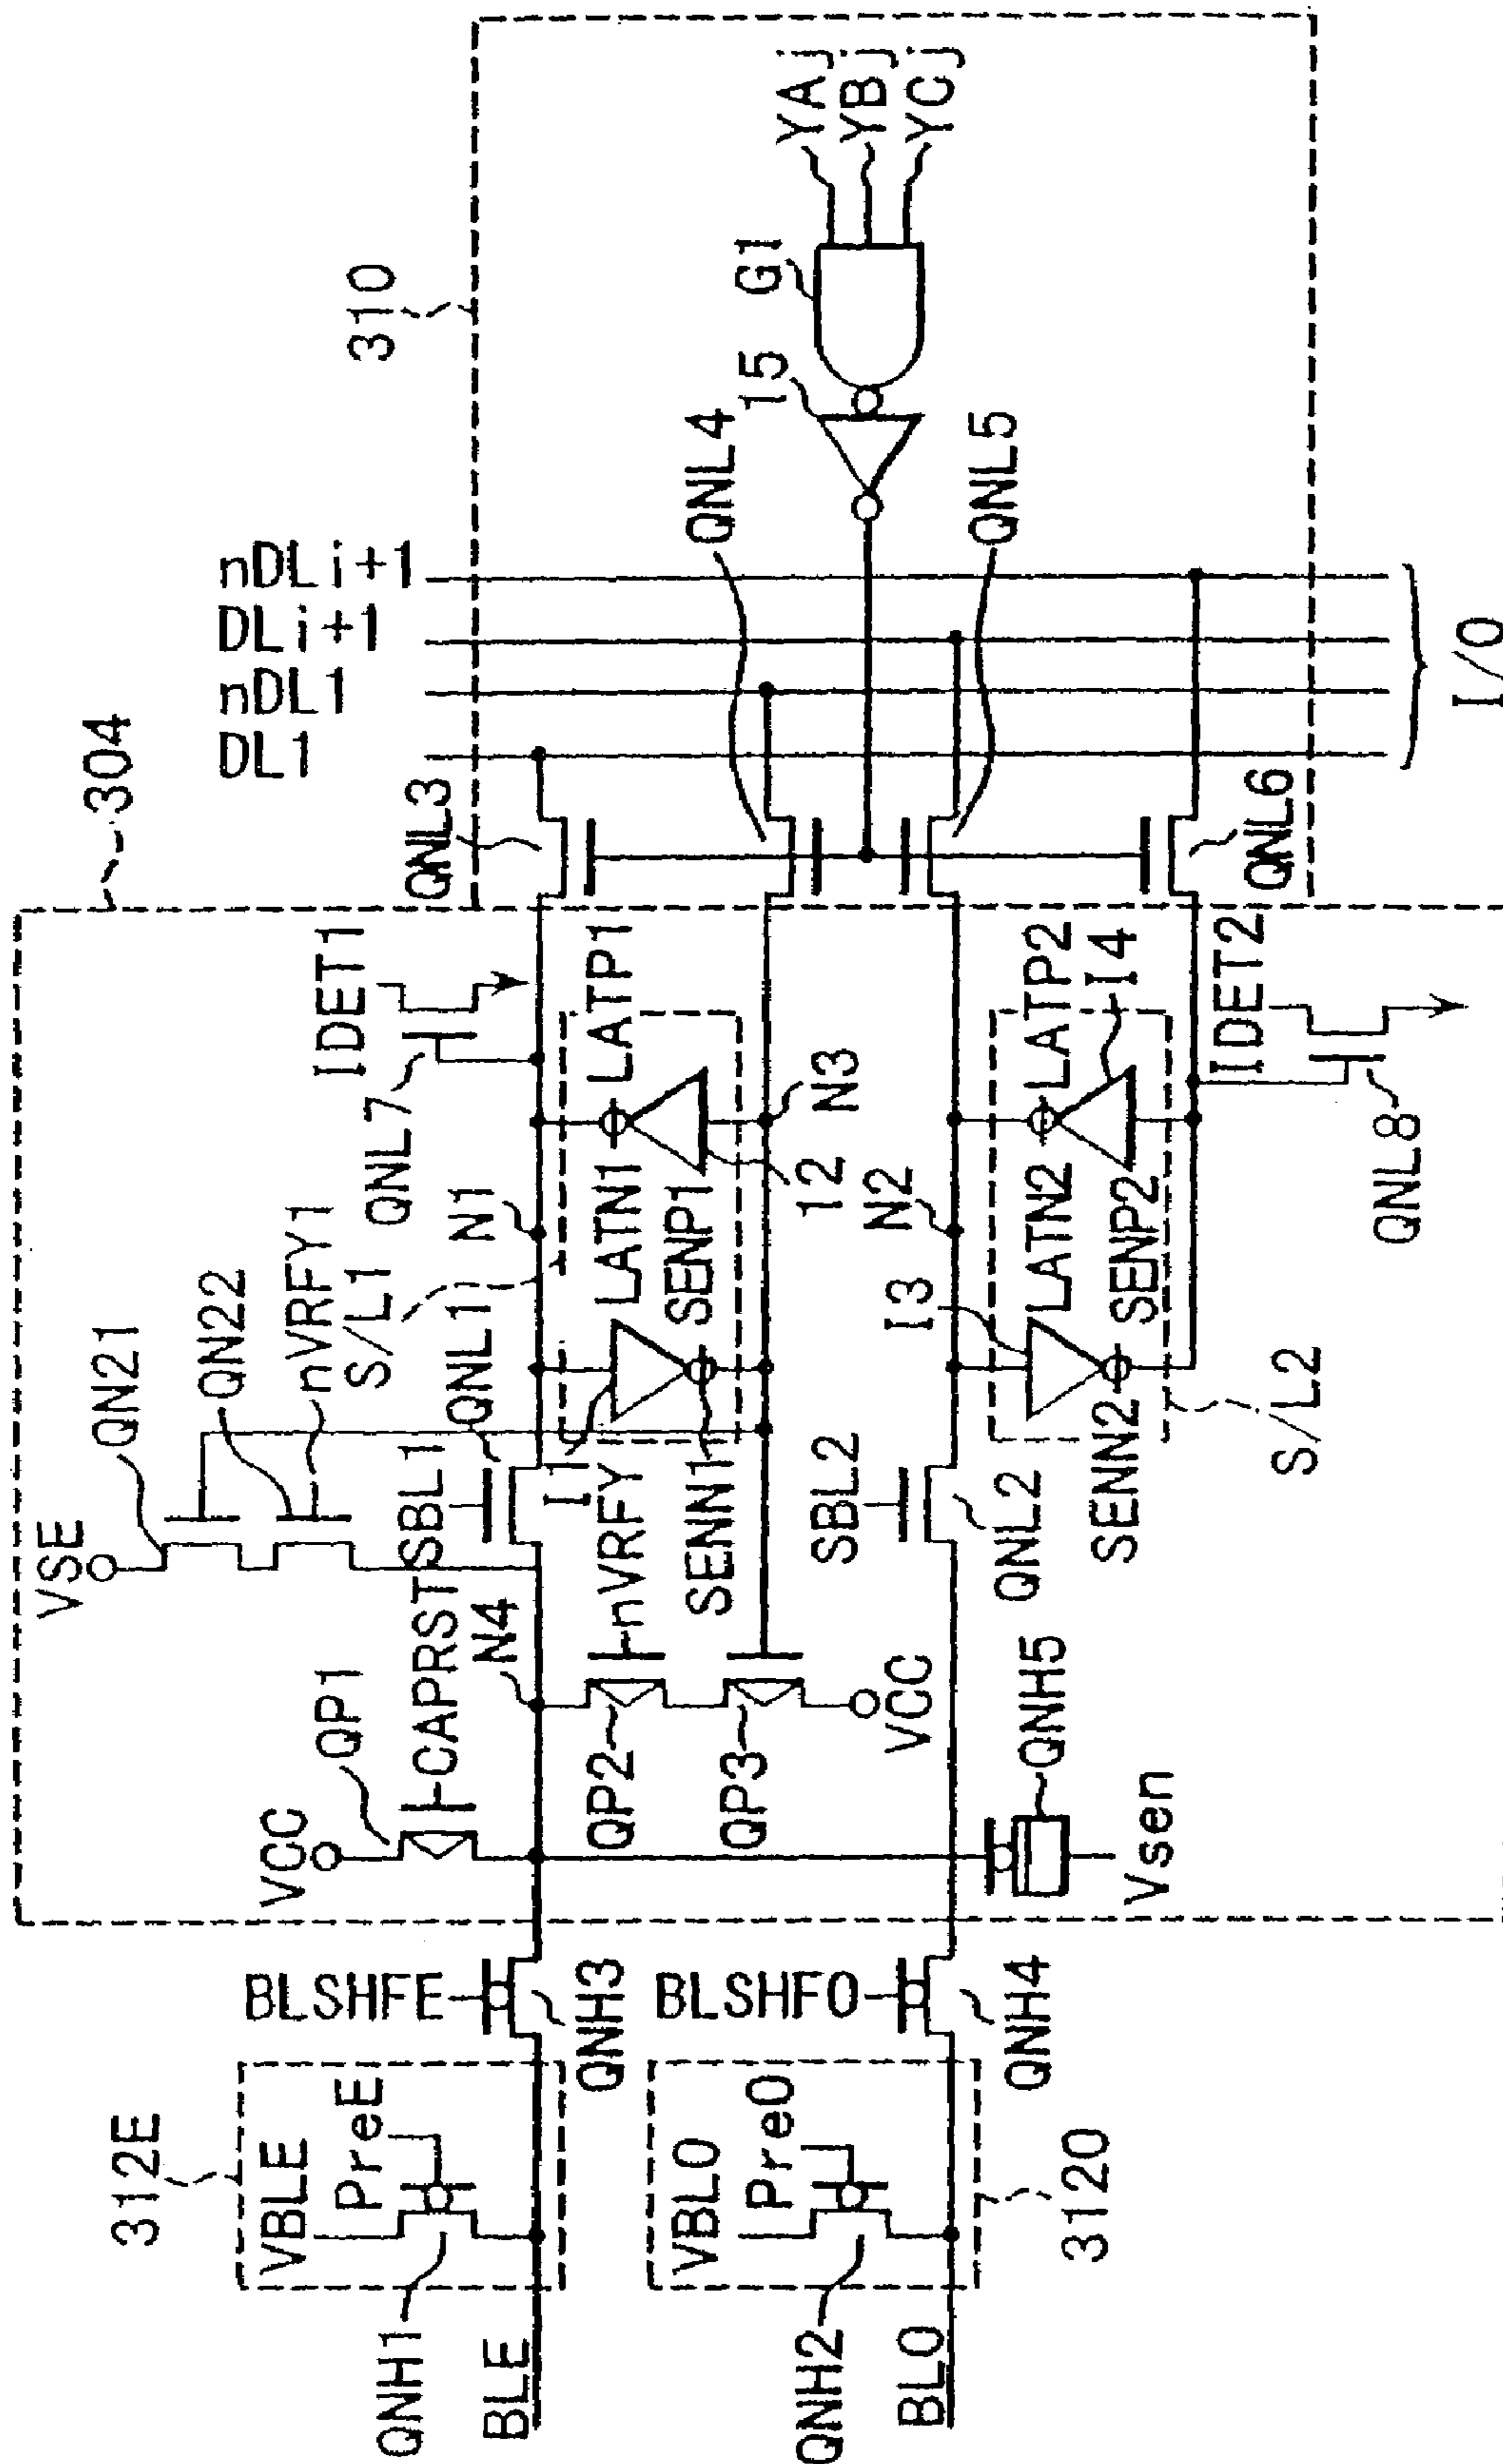 312E
VBLE
PreE
QNH1
BLE
BLSHFE
QNH3
VBLO
PreO
QNH2
BLO
BLSHFO
QNH4
312O
304
VCC
QP1
CAPRST
N4
VSE
QN21
QN22
nVRFY1
S/L1
QNL7
IDET1
SBL1
QNL1
N1
QP2
nVRFY
QP3
VCC
I1
LATN1
LATP1
SENN1
SENP1
12
N3
SBL2
QNL2
N2
I3
LATN2
LATP2
I4
SENN2
SENP2
S/L2
IDET2
QNL8
QNH5
Vsen
310
nDLi+1
DLi+1
nDL1
DL1
QNL3
QNL4
QNL5
QNL6
15
G1
YAj
YBj
YCj
I/O